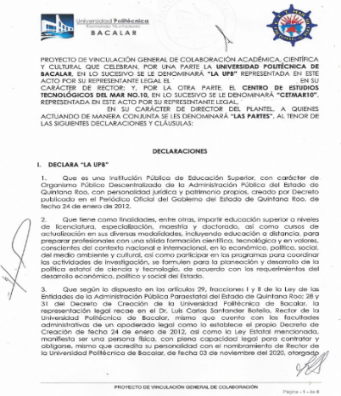 Universidad Politécnica
BACALAR
PROYECTO DE VINCULACIÓN GENERAL DE COLABORACIÓN ACADÉMICA, CIENTÍFICA
Y CULTURAL QUE CELEBRAN, POR UNA PARTE LA UNIVERSIDAD POLITÉCNICA DE
BACALAR, EN LO SUCESIVO SE LE DENOMINARÁ "LA UPB" REPRESENTADA EN ESTE
ACTO POR SU REPRESENTANTE LEGAL EL EN SU
CARÁCTER DE RECTOR; Y, POR LA OTRA PARTE, EL CENTRO DE ESTUDIOS
TECNOLÓGICOS DEL MAR NO.10, EN LO SUCESIVO SE LE DENOMINARÁ "CETMAR10",
REPRESENTADA EN ESTE ACTO POR SU REPRESENTANTE LEGAL,
EN SU CARÁCTER DE DIRECTOR DEL PLANTEL, A QUIENES
ACTUANDO DE MANERA CONJUNTA SE LES DENOMINARÁ "LAS PARTES", AL TENOR DE
LAS SIGUIENTES DECLARACIONES Y CLÁUSULAS:
DECLARACIONES
I. DECLARA "LA UPB"
1. Que es una Institución Pública de Educación Superior, con carácter de
Organismo Público Descentralizado de la Administración Pública del Estado de
Quintana Roo, con personalidad jurídica y patrimonio propios, creado por Decreto
publicado en el Periódico Oficial del Gobierno del Estado de Quintana Roo, de
fecha 24 de enero de 2012.
2. Que tiene como finalidades, entre otras, impartir educación superior a niveles
de licenciatura, especialización, maestría y doctorado, así como cursos de
actualización en sus diversas modalidades, incluyendo educación a distancia, para
preparar profesionales con una sólida formación científica, tecnológica y en valores,
conscientes del contexto nacional e internacional, en lo económico, político, social,
del medio ambiente y cultural, así como participar en los programas para coordinar
las actividades de investigación, se formulen para la planeación y desarrollo de la
política estatal de ciencia y tecnología, de acuerdo con los requerimientos del
desarrollo económico, político y social del Estado.
3. Que según lo dispuesto en los artículos 29, fracciones I y II de la Ley de las
Entidades de la Administración Pública Paraestatal del Estado de Quintana Roo; 28 y
31 del Decreto de Creación de la Universidad Politécnica de Bacalar, la
representación legal recae en el Dr. Luis Carlos Santander Botello, Rector de la
Universidad Politécnica de Bacalar, mismo que cuenta con las facultades
administrativas de un apoderado legal como lo establece el propio Decreto de
Creación de fecha 24 de enero de 2012, así como Ley Estatal mencionada,
manifiesta ser una persona física, con plena capacidad legal para contratar y
obligarse, mismo que acredita su personalidad con el nombramiento de Rector de
la Universidad Politécnica de Bacalar, de fecha 03 de noviembre del 2020, otorgado
PROYECTO DE VINCULACIÓN GENERAL DE COLABORACIÓN